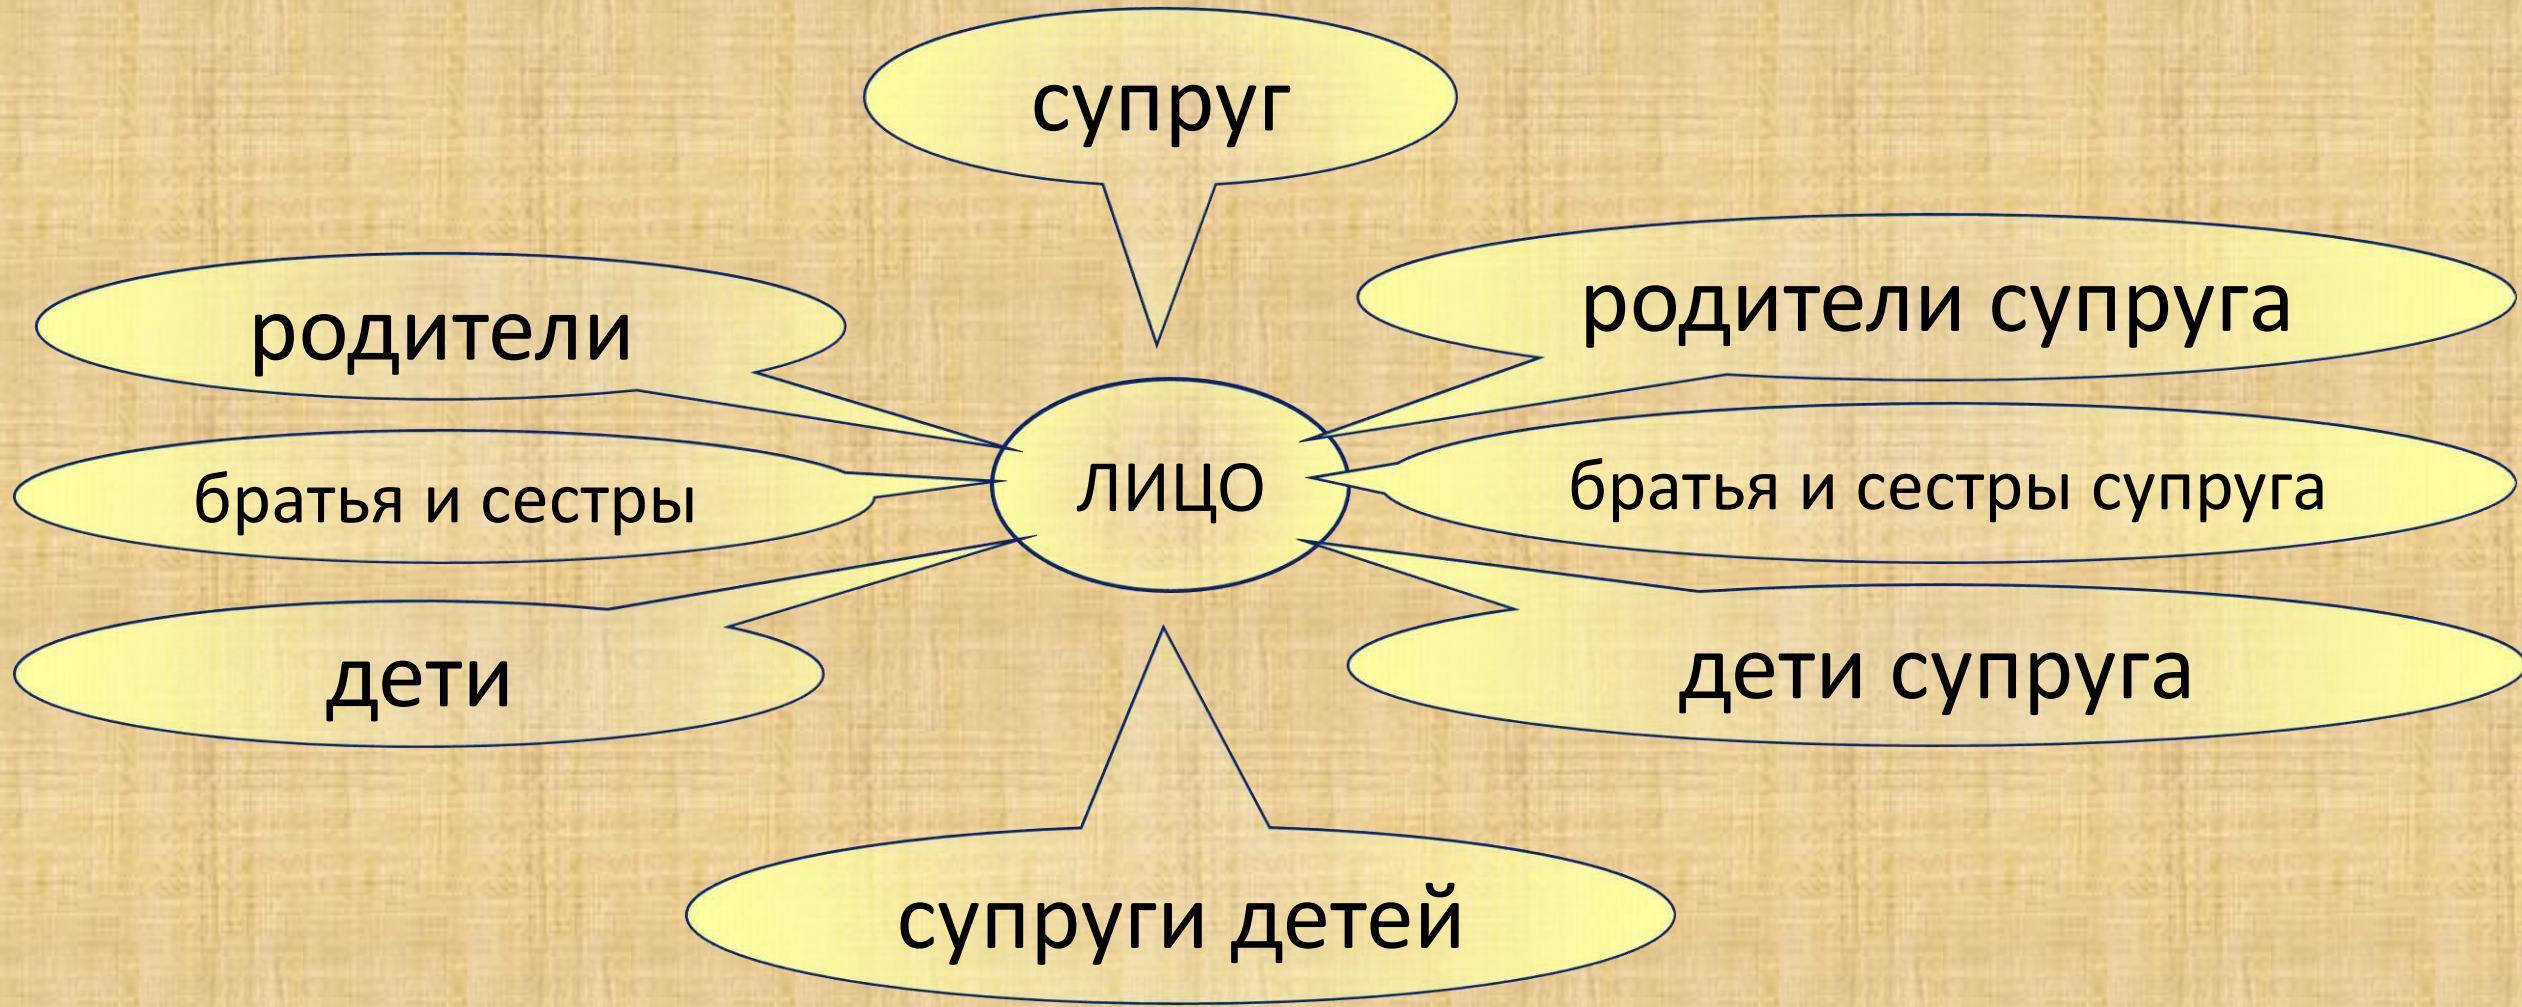 супруг
родители
родители супруга
братья и сестры
ЛИЦО
братья и сестры супруга
дети
дети супруга
супруги детей